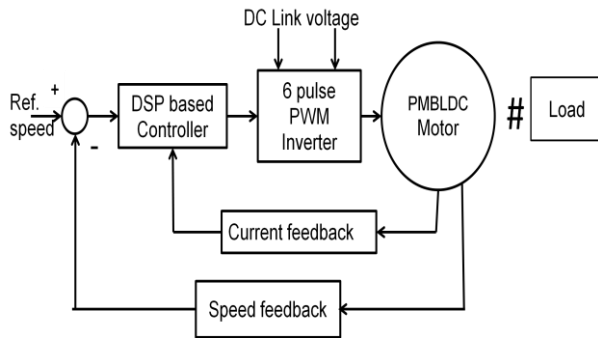 DC Link voltage
+
Ref.
speed
-
DSP based
Controller
6 pulse
PWM
Inverter
PMBLDC
Motor
#
Load
Current feedback
Speed feedback